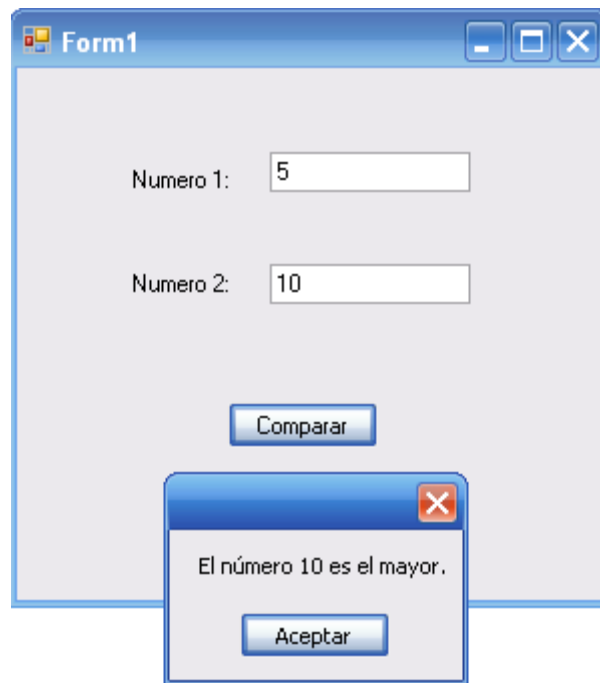 Form1
Numero 1: 5
Numero 2: 10
Comparar
El número 10 es el mayor.
Aceptar